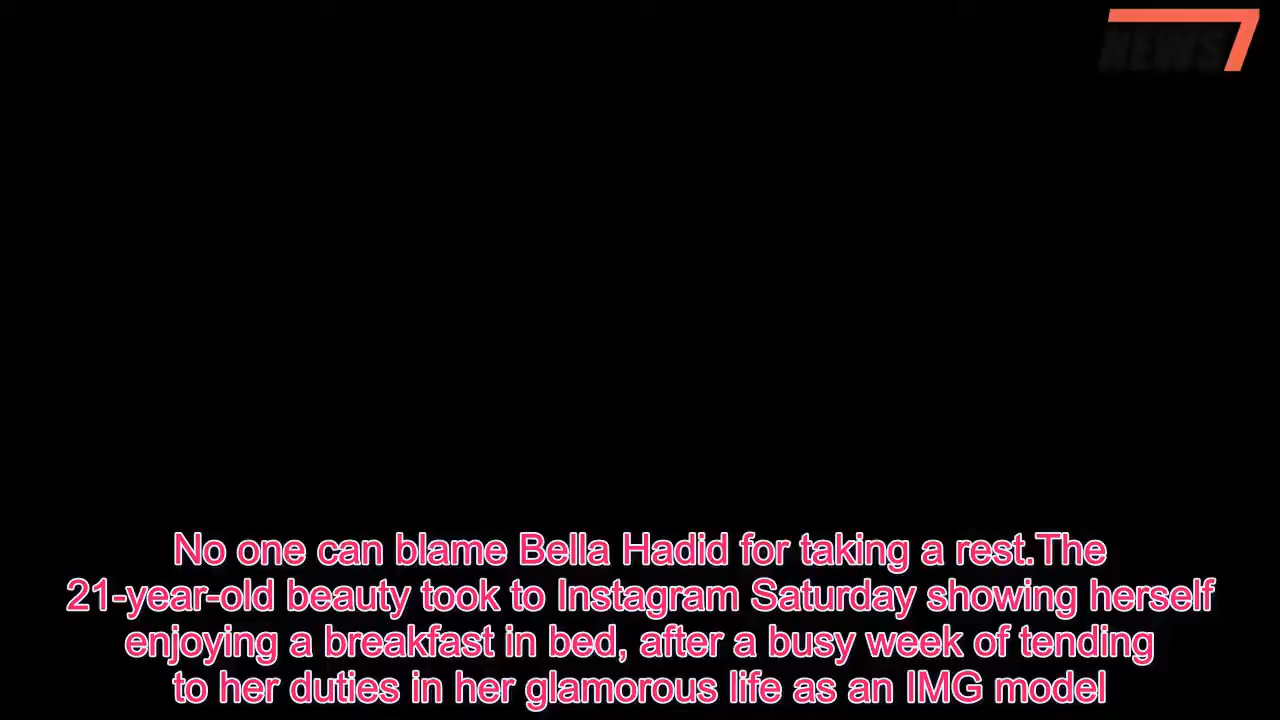 NEWS7
No one can blame Bella Hadid for taking a rest.The
21-year-old beauty took to Instagram Saturday showing herself
enjoying a breakfast in bed, after a busy week of tending
to her duties in her glamorous life as an IMG model